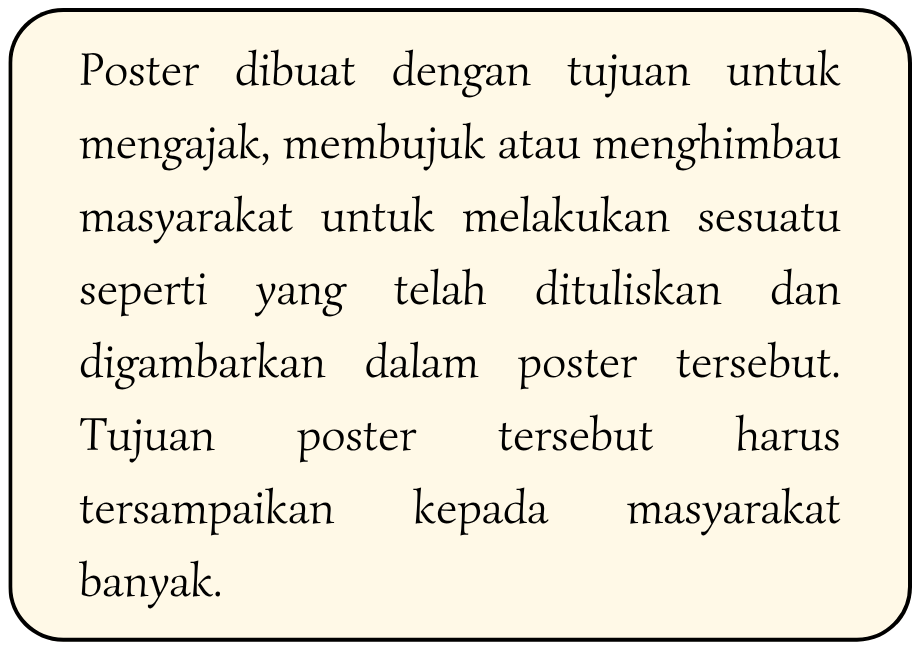 Poster dibuat dengan tujuan untuk
mengajak, membujuk atau menghimbau
masyarakat untuk melakukan sesuatu
seperti yang telah dituliskan dan
digambarkan dalam poster tersebut.
Tujuan poster tersebut harus
tersampaikan kepada masyarakat
banyak.